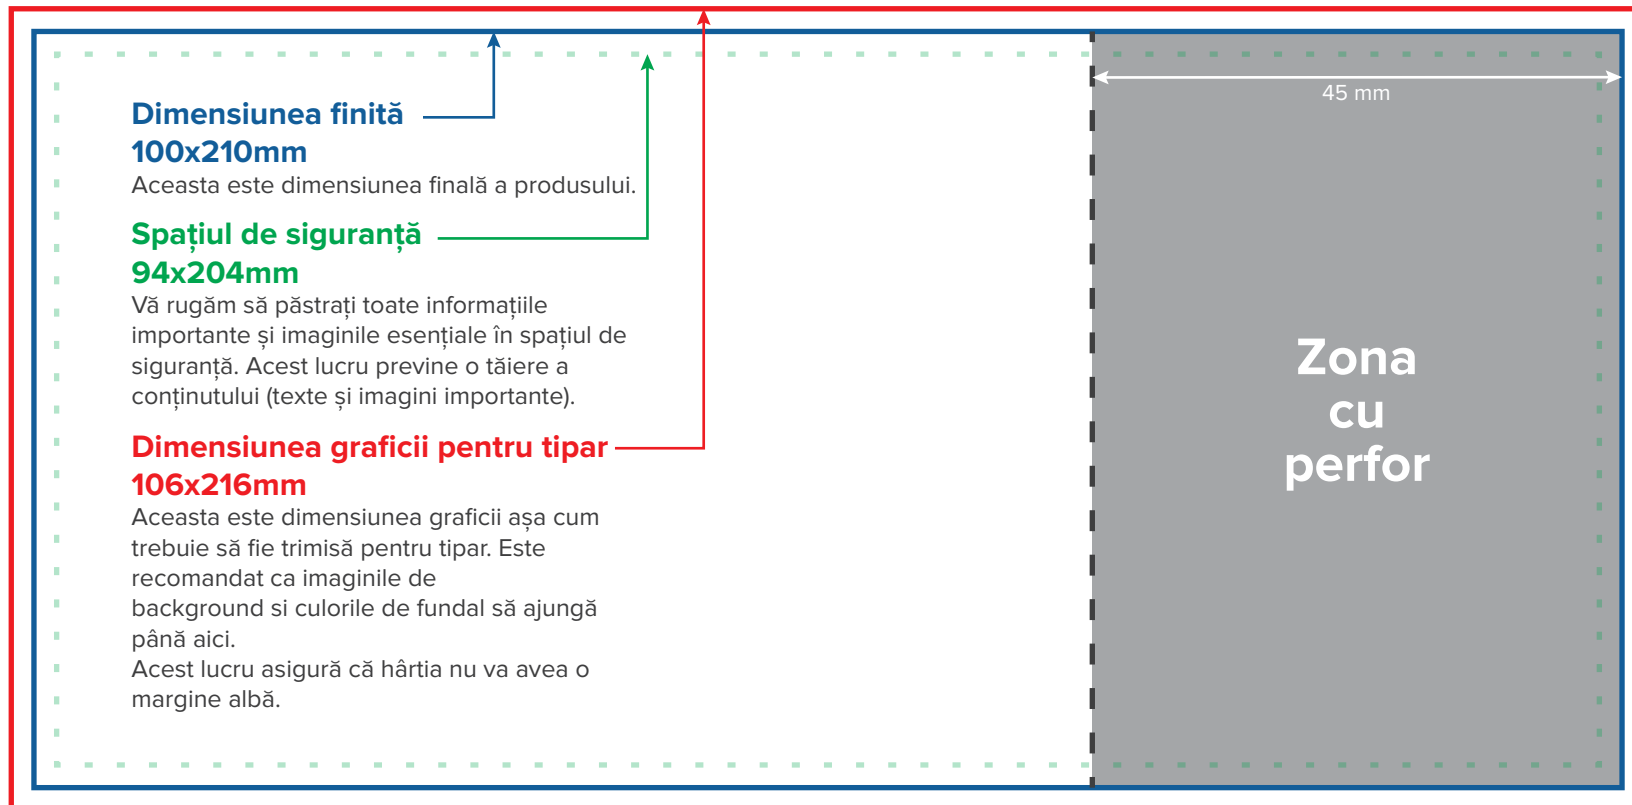 Dimensiunea finită
100x210mm
Aceasta este dimensiunea finală a produsului.
Spațiul de siguranță
94x204mm
Vă rugăm să păstrați toate informațiile
importante și imaginile esențiale în spațiul de
siguranță. Acest lucru previne o tăiere a
conținutului (texte și imagini importante).
Dimensiunea graficii pentru tipar
106x216mm
Aceasta este dimensiunea graficii așa cum
trebuie să fie trimisă pentru tipar. Este
recomandat ca imaginile de
background si culorile de fundal să ajungă
până aici.
Acest lucru asigură că hârtia nu va avea o
margine albă.
45 mm
Zona
cu
perfor